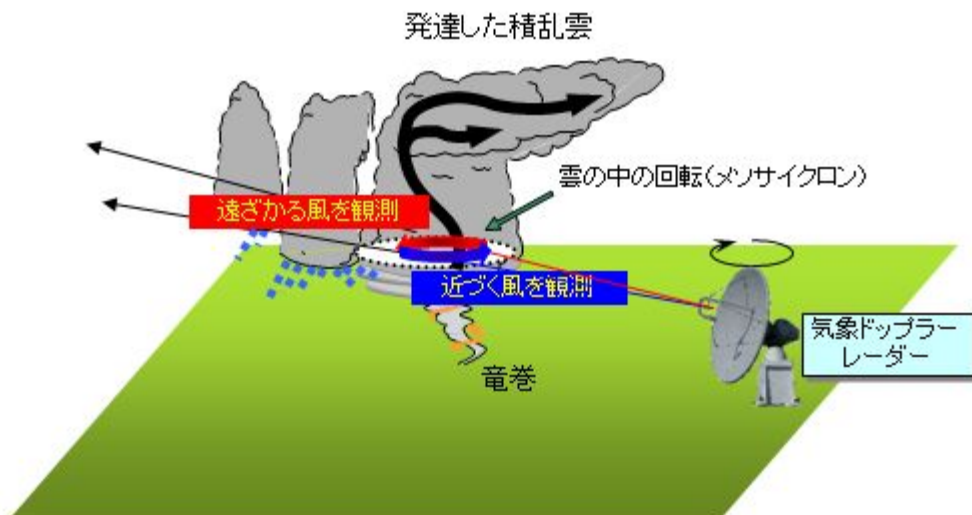 発達した積乱雲
雲の中の回転(メソサイクロン)
遠ざかる風を観測
近づく風を観測
気象ドップラー
レーダー
竜巻